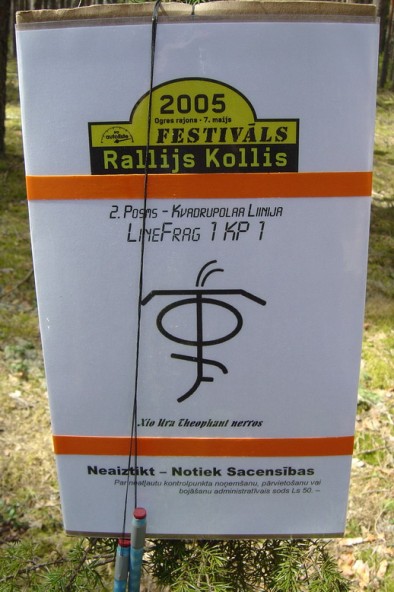 2005
Ogres rajons - 7. maijs
FESTIVĀLS
Rallijs Kollis
2. Posms - Kvadrupolaa Liinija
LineFrag 1 KP 1
Xio Ura Theophant nerros
Neaiztikt – Notiek Sacensības
Par neatļautu kontrolpunkta noņemšanu, pārvietošanu vai
bojāšanu administratīvais sods Ls 50. –